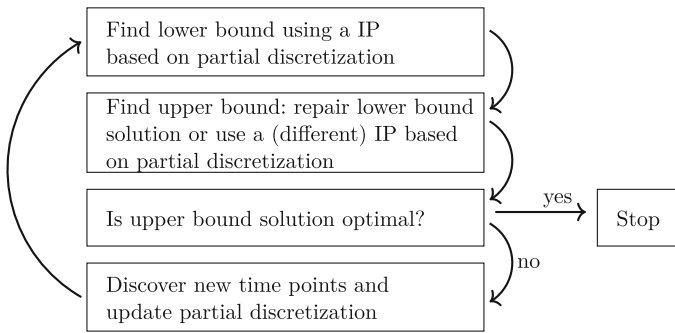 Find lower bound using a IP
based on partial discretization
Find upper bound: repair lower bound
solution or use a (different) IP based
on partial discretization
Is upper bound solution optimal?
yes
Stop
no
Discover new time points and
update partial discretization